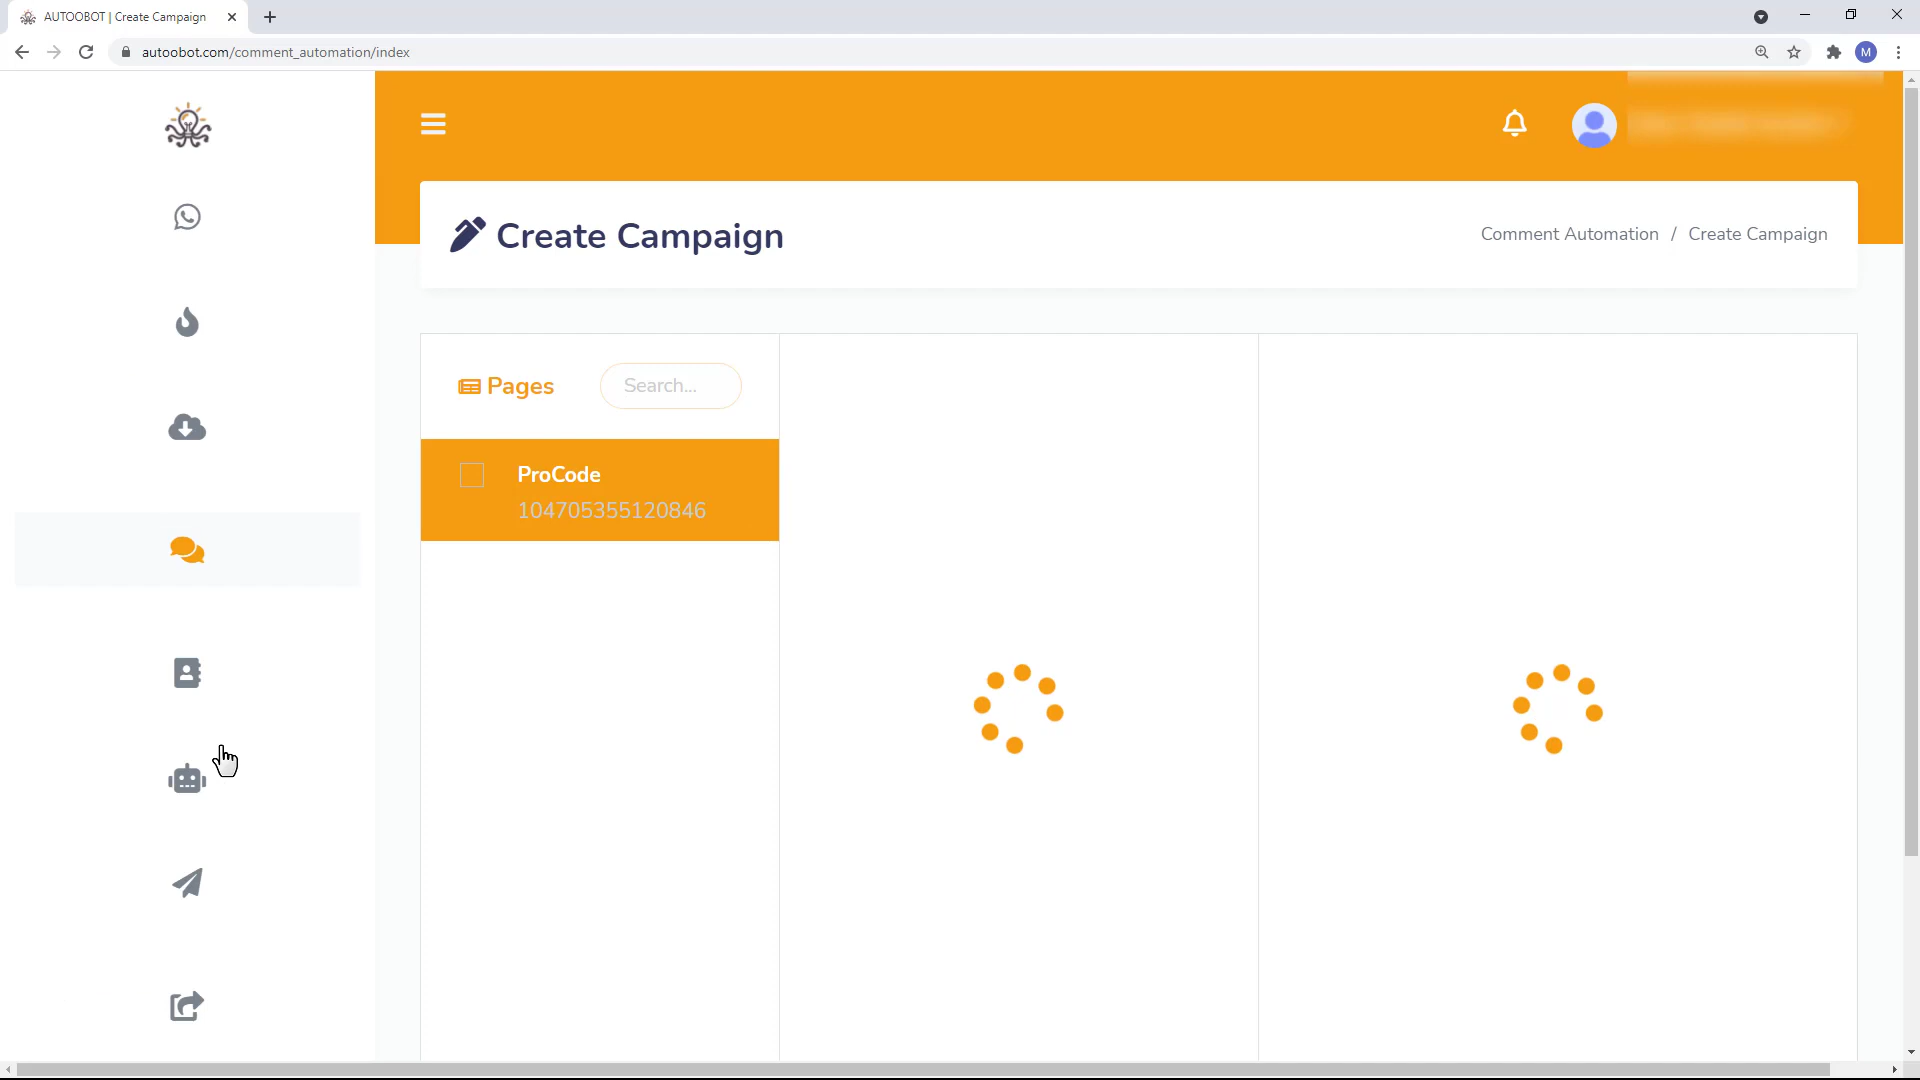 AUTOOBOT | Create Campaign
autoobot.com/comment_automation/index
M
Create Campaign
Comment Automation / Create Campaign
Pages
Search...
ProCode
104705355120846